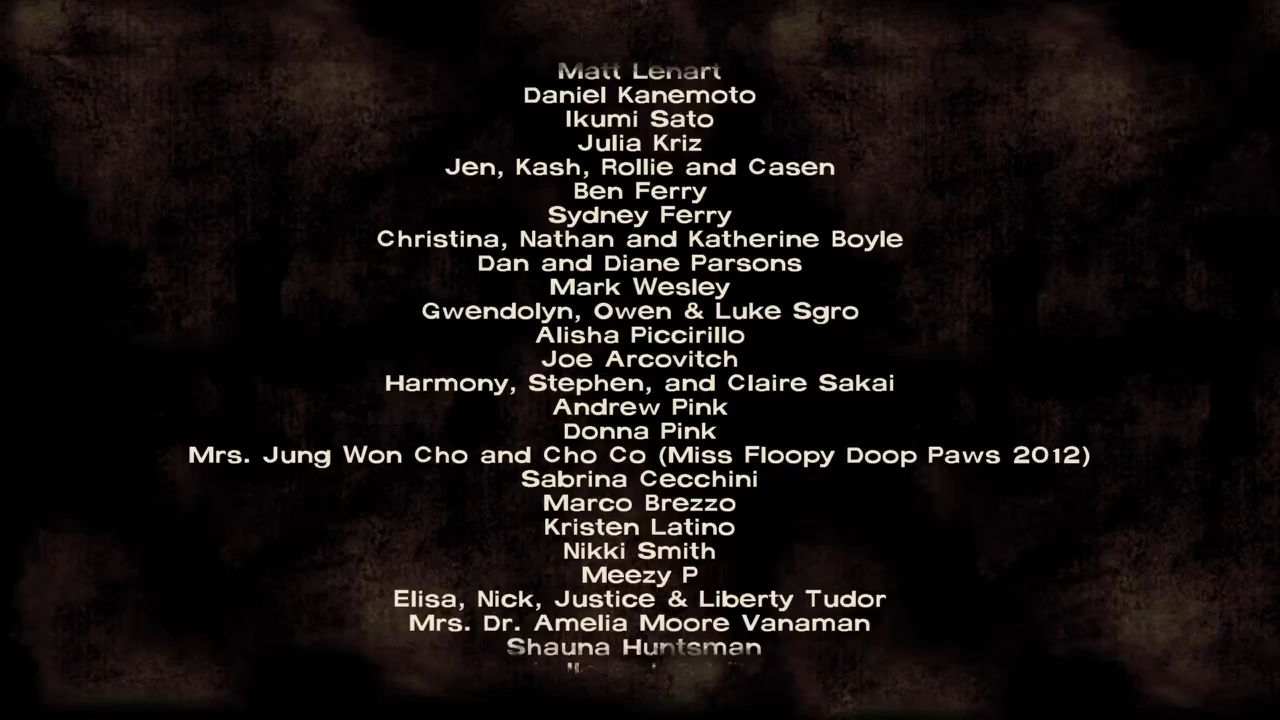 Matt Lenart
Daniel Kanemoto
Ikumi Sato
Julia Kriz
Jen, Kash, Rollie and Casen
Ben Ferry
Sydney Ferry
Christina, Nathan and Katherine Boyle
Dan and Diane Parsons
Mark Wesley
Gwendolyn, Owen & Luke Sgro
Alisha Piccirillo
Joe Arcovitch
Harmony, Stephen, and Claire Sakai
Andrew Pink
Donna Pink
Mrs. Jung Won Cho and Cho Co (Miss Floopy Doop Paws 2012)
Sabrina Cecchini
Marco Brezzo
Kristen Latino
Nikki Smith
Meezy P
Elisa, Nick, Justice & Liberty Tudor
Mrs. Dr. Amelia Moore Vanaman
Shauna Huntsman